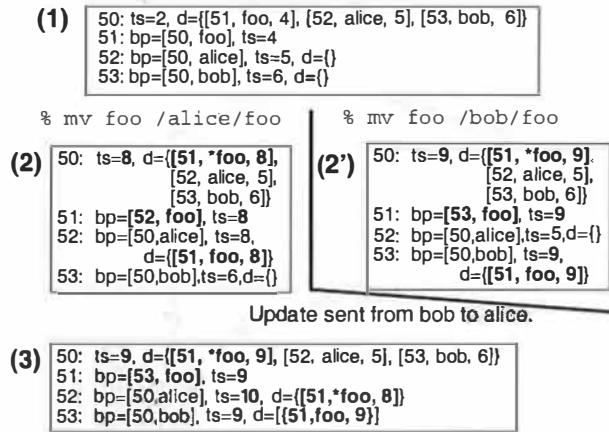 (1)
50: ts=2, d={[51, foo, 4], [52, alice, 5], [53, bob, 6]}
51: bp=[50, foo], ts=4
52: bp=[50, alice], ts=5, d={}
53: bp=[50, bob], ts=6, d={}
% mv foo /alice/foo
% mv foo /bob/foo
(2)
50: ts=8, d={[51, *foo, 8],
[52, alice, 5],
[53, bob, 6]}
51: bp=[52, foo], ts=8
52: bp=[50,alice], ts=8,
d={[51, foo, 8]}
53: bp=[50,bob],ts=6,d={}
(2')
50: ts=9, d={[51, *foo, 9],
[52, alice, 5],
[53, bob, 6]}
51: bp=[53, foo], ts=9
52: bp=[50,alice],ts=5,d={}
53: bp=[50,bob], ts=9,
d={[51, foo, 9]}
Update sent from bob to alice.
(3)
50: ts=9, d={[51, *foo, 9], [52, alice, 5], [53, bob, 6]}
51: bp=[53, foo], ts=9
52: bp=[50,alice], ts=10, d={[51,*foo, 8]}
53: bp=[50,bob], ts=9, d=[{51,foo, 9}]